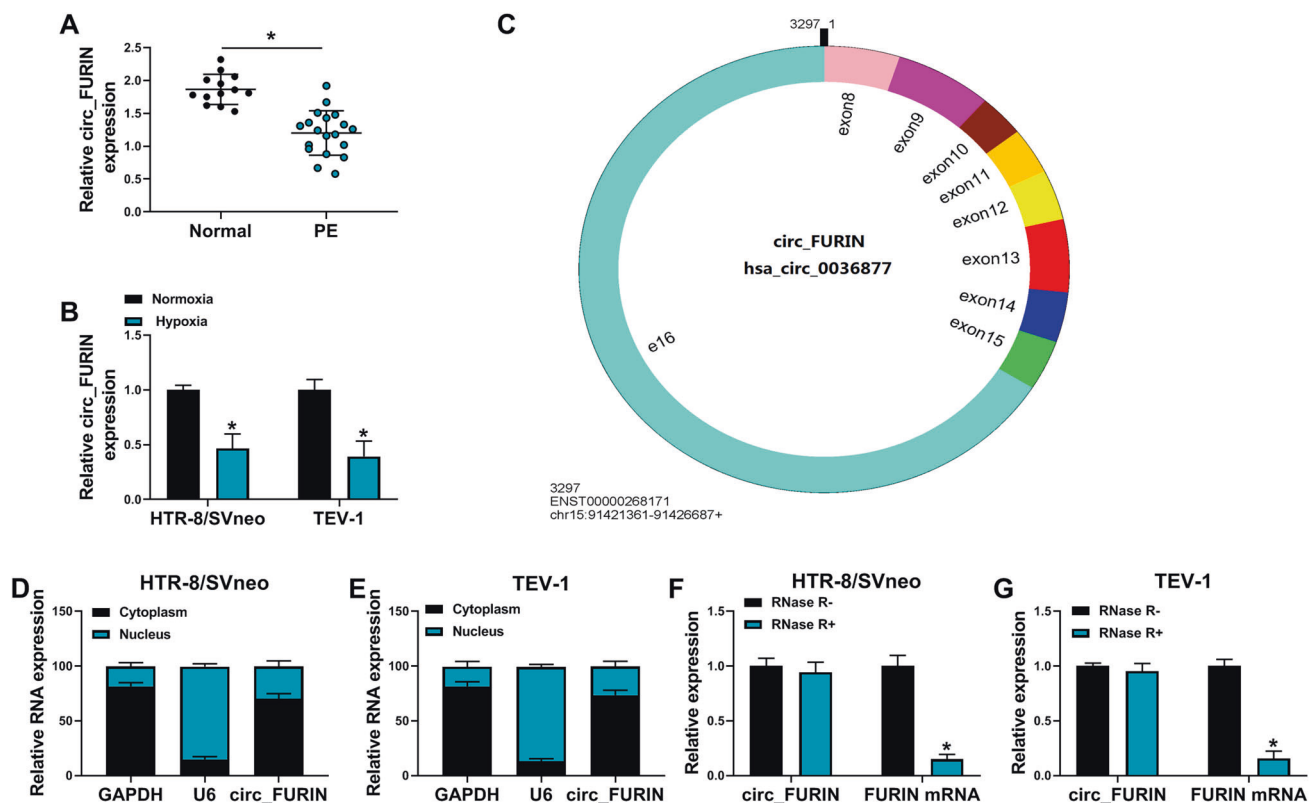 A
Relative circ_FURIN
expression
2.5
2.0
1.5
1.0
0.5
0.0
*
Normal
PE
B
Normoxia
Hypoxia
Relative circ_FURIN
expression
1.5
1.0
0.5
0.0
*
*
HTR-8/SVneo
TEV-1
C
3297 1
exon8
exon9
exon10
exon11
exon12
exon13
exon14
exon15
e16
circ_FURIN
hsa_circ_0036877
3297
ENST00000268171
chr15:91421361-91426687+
D
HTR-8/SVneo
Cytoplasm
Nucleus
Relative RNA expression
150
100
50
0
GAPDH
U6
circ_FURIN
E
TEV-1
Cytoplasm
Nucleus
Relative RNA expression
150
100
50
0
GAPDH
U6
circ_FURIN
F
HTR-8/SVneo
RNase R-
RNase R+
Relative expression
1.5
1.0
0.5
0.0
*
circ_FURIN
FURIN mRNA
G
TEV-1
RNase R-
RNase R+
Relative expression
1.5
1.0
0.5
0.0
*
circ_FURIN
FURIN mRNA